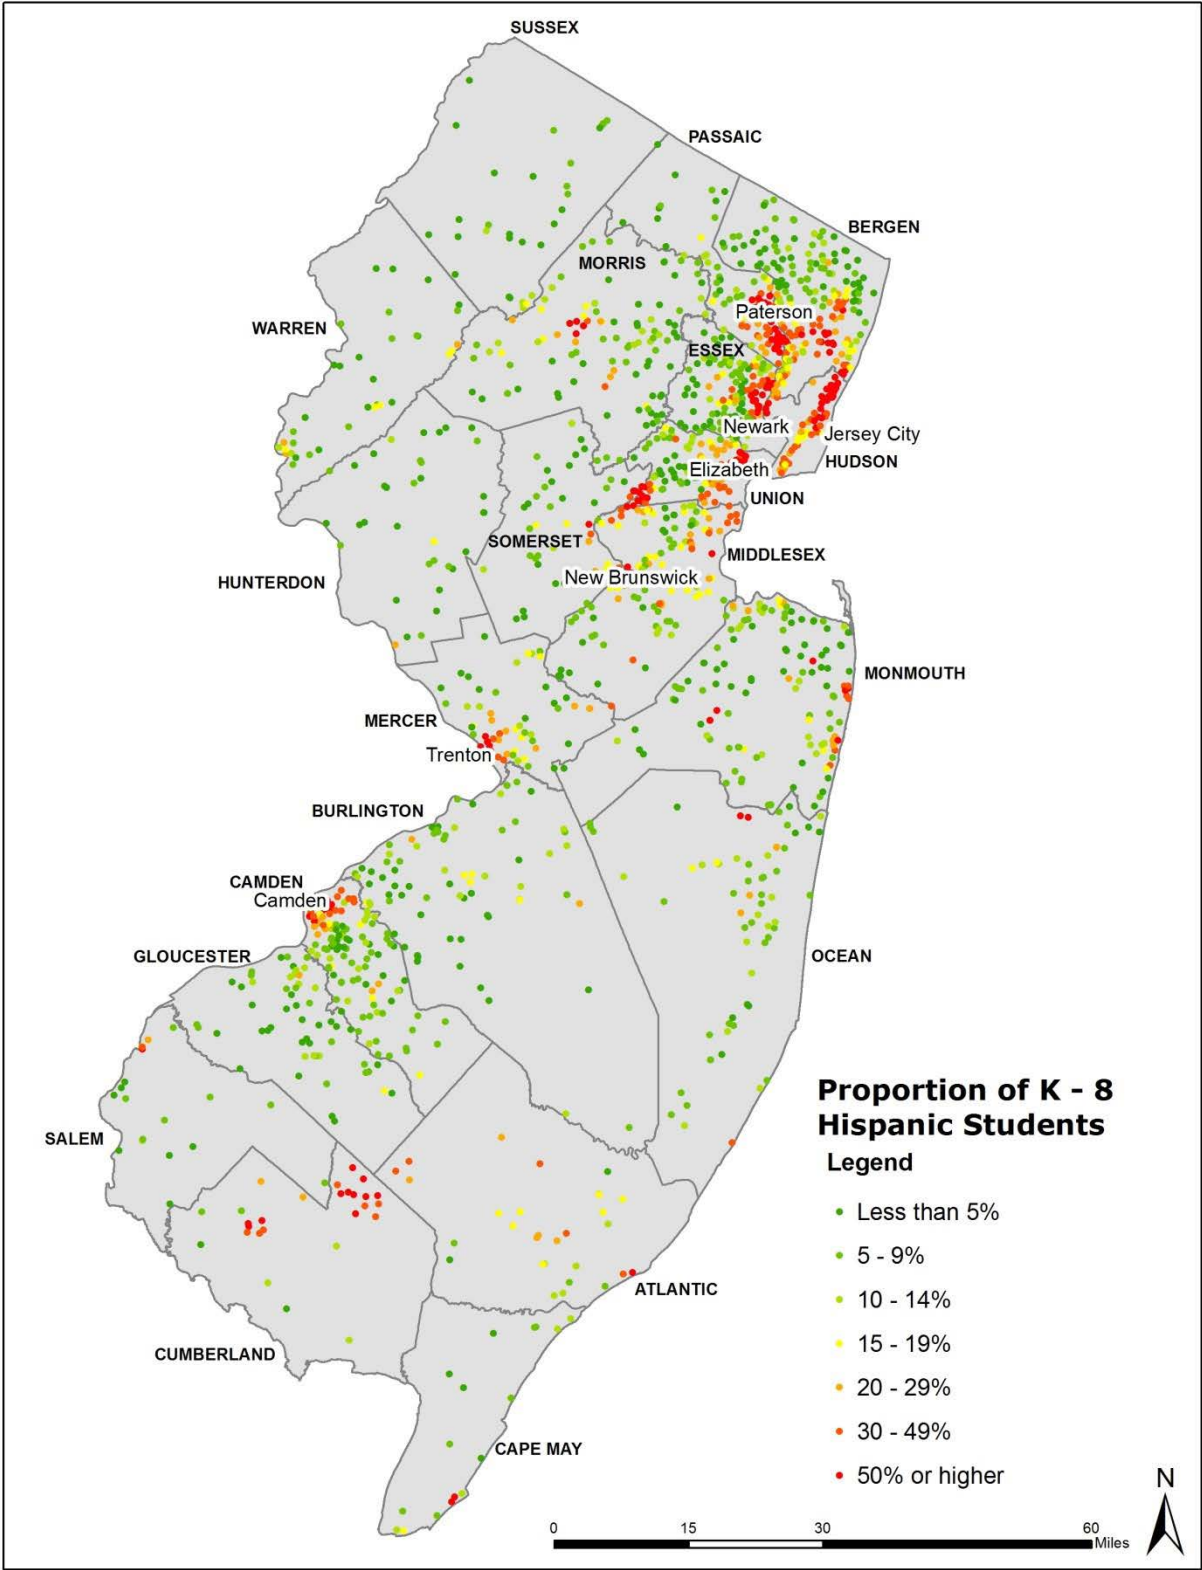 SUSSEX
PASSAIC
BERGEN
MORRIS
WARREN
Paterson
ESSEX
Newark
Jersey City
HUDSON
Elizabeth
UNION
SOMERSET
MIDDLESEX
HUNTERDON
New Brunswick
MONMOUTH
MERCER
Trenton
BURLINGTON
CAMDEN
Camden
GLOUCESTER
OCEAN
SALEM
ATLANTIC
CUMBERLAND
CAPE MAY
Proportion of K - 8
Hispanic Students
Legend
Less than 5%
5 - 9%
10 - 14%
15 - 19%
20 - 29%
30 - 49%
50% or higher
N
0 15 30 60
Miles